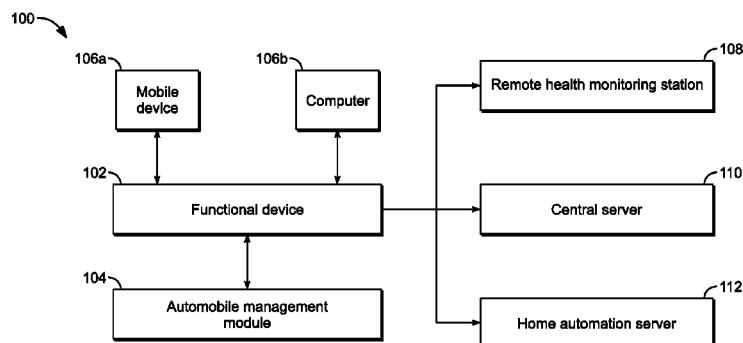 100
106a
106b
108
Mobile
device
Computer
Remote health monitoring station
102
110
Functional device
Central server
104
112
Automobile management
module
Home automation server